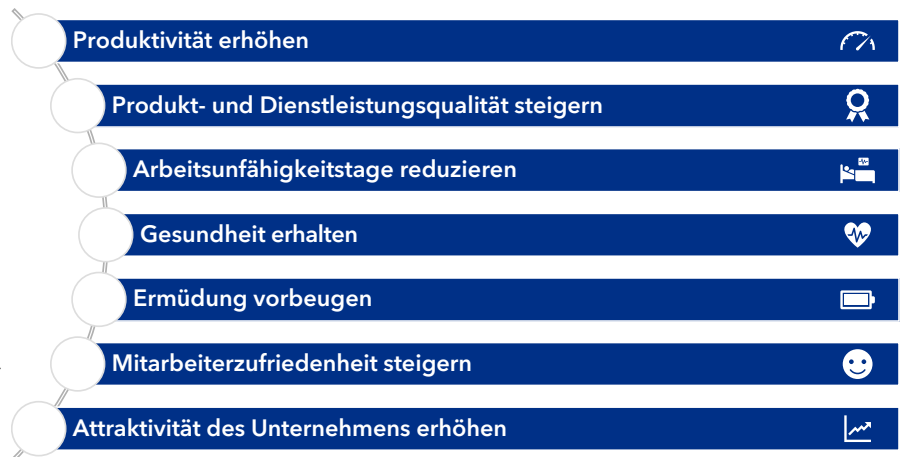 Produktivität erhöhen
Produkt- und Dienstleistungsqualität steigern
Arbeitsunfähigkeitstage reduzieren
Gesundheit erhalten
Ermüdung vorbeugen
Mitarbeiterzufriedenheit steigern
Attraktivität des Unternehmens erhöhen